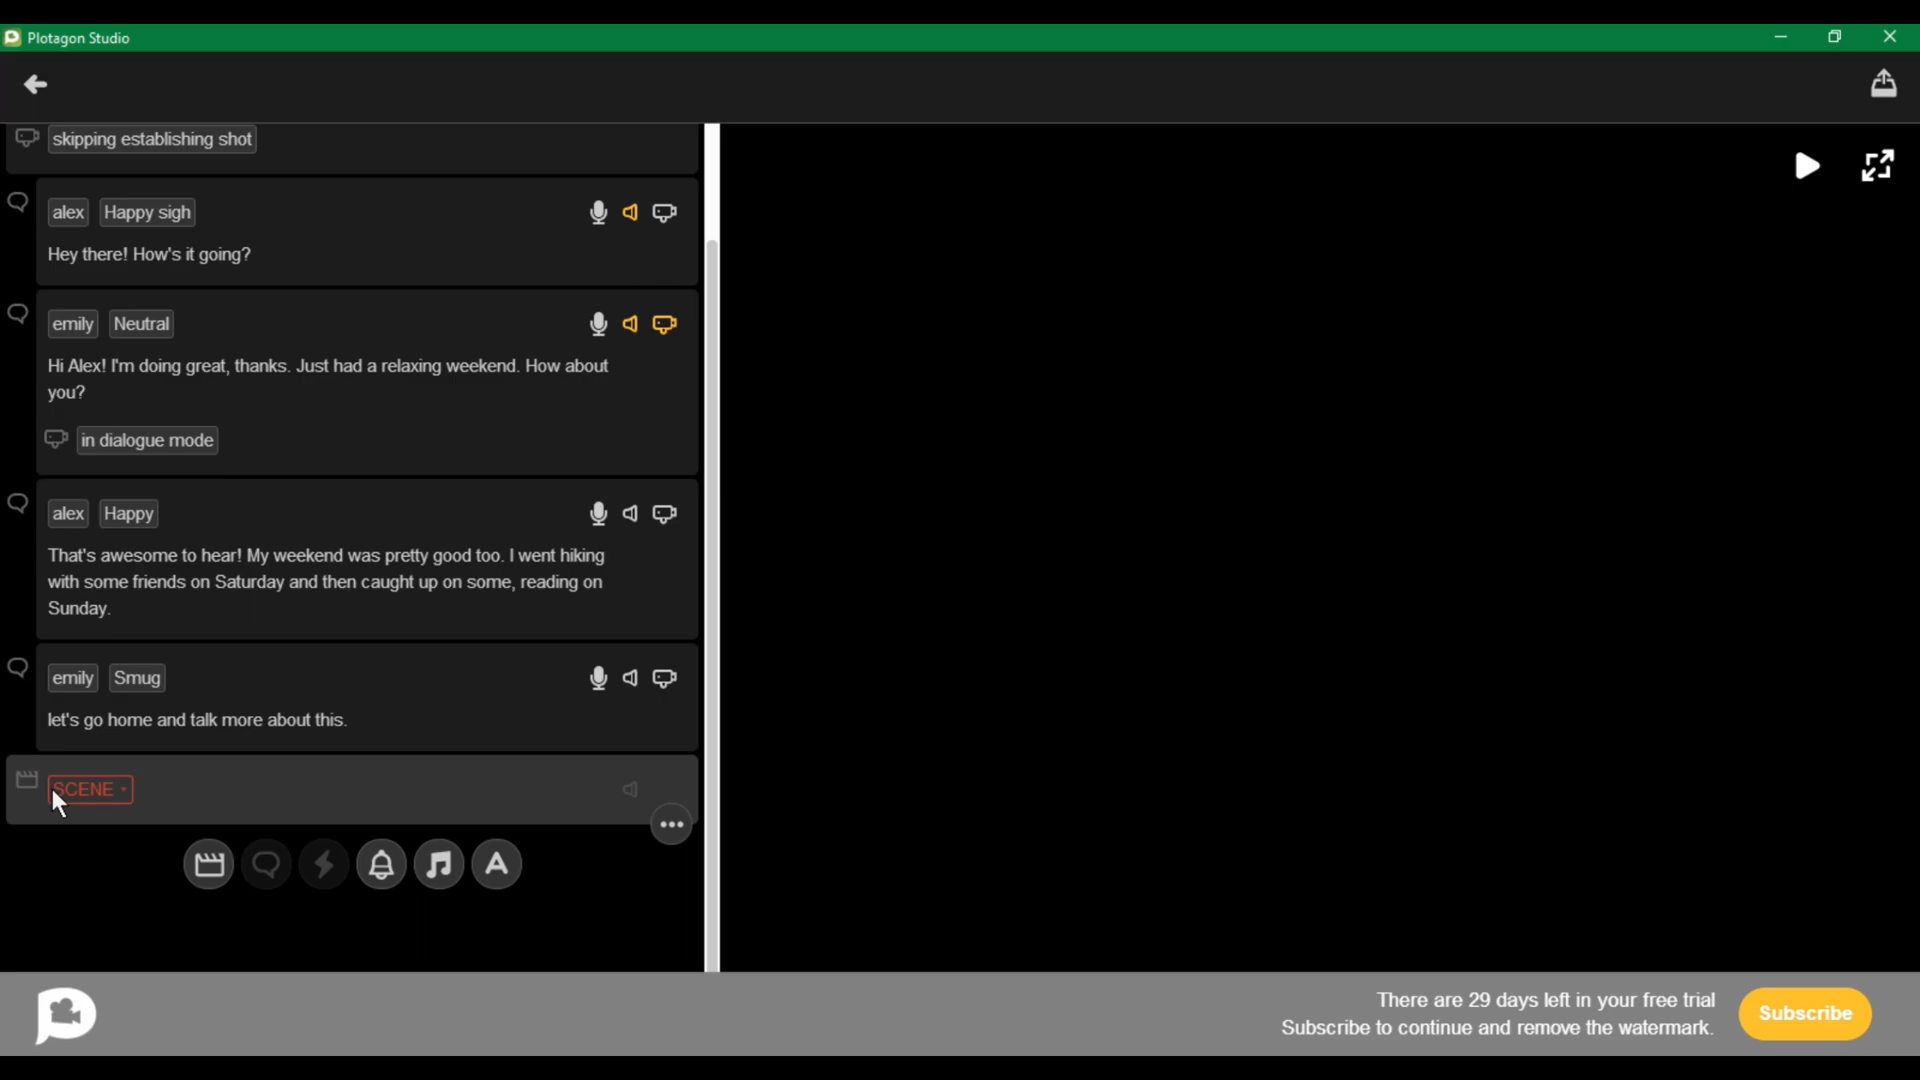 Plotagon Studio
skipping establishing shot
alex Happy sigh
Hey there! How's it going?
emily Neutral
Hi Alex! I'm doing great, thanks. Just had a relaxing weekend. How about
you?
in dialogue mode
alex Happy
That's awesome to hear! My weekend was pretty good too. I went hiking
with some friends on Saturday and then caught up on some, reading on
Sunday.
emily Smug
let's go home and talk more about this.
SCENE
There are 29 days left in your free trial
Subscribe to continue and remove the watermark.
Subscribe